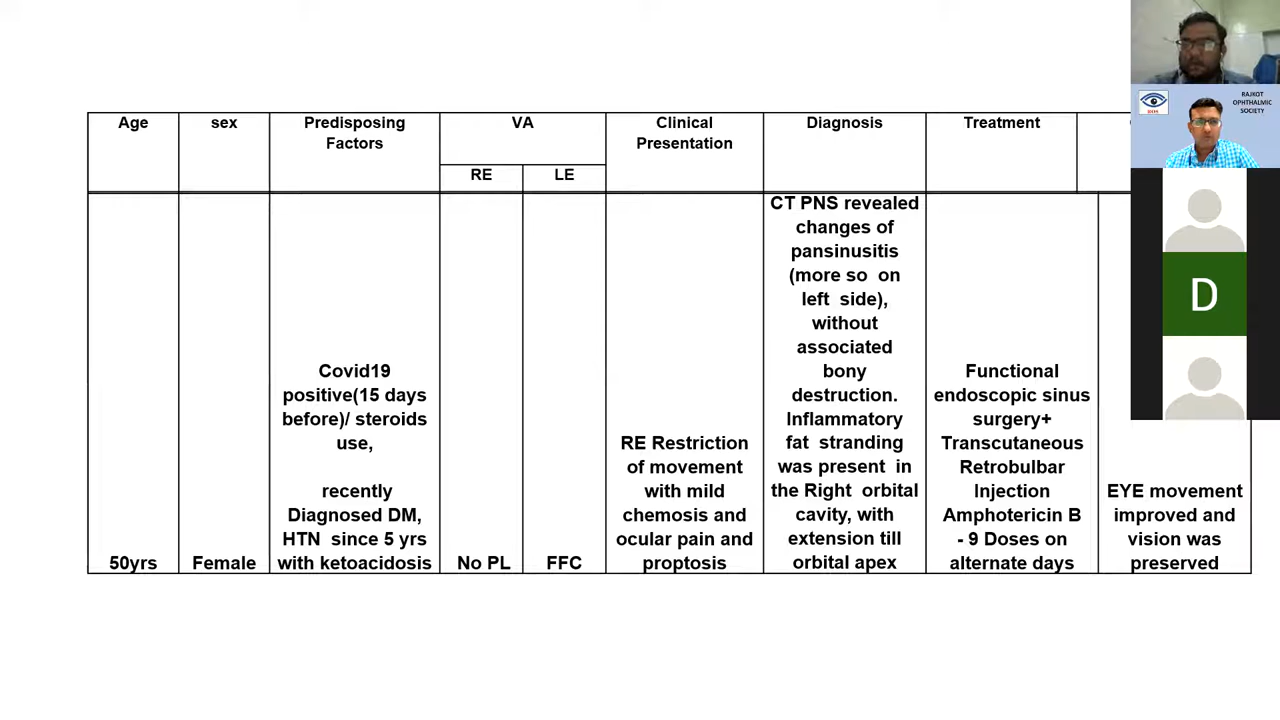 Age
sex
Predisposing
Factors
VA
RE
LE
Clinical
Presentation
Diagnosis
Treatment
50yrs
Female
Covid19
positive(15 days
before)/ steroids
use,
recently
Diagnosed DM,
HTN since 5 yrs
with ketoacidosis
No PL
FFC
RE Restriction
of movement
with mild
chemosis and
ocular pain and
proptosis
CT PNS revealed
changes of
pansinusitis
(more so on
left side),
without
associated
bony
destruction.
Inflammatory
fat stranding
was present in
the Right orbital
cavity, with
extension till
orbital apex
Functional
endoscopic sinus
surgery+
Transcutaneous
Retrobulbar
Injection
Amphotericin B
- 9 Doses on
alternate days
EYE movement
improved and
vision was
preserved
RAJKOT
OPHTHALMIC
SOCIETY
D